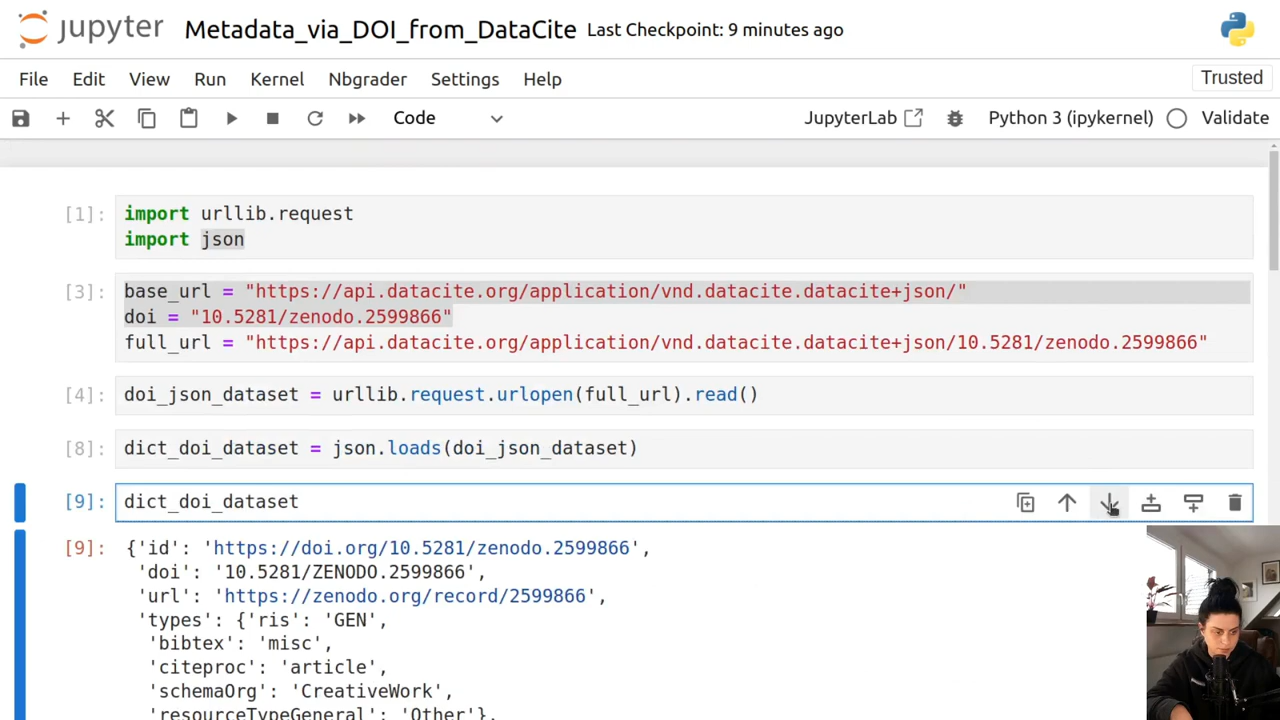 jupyter Metadata_via_DOI_from_DataCite Last Checkpoint: 9 minutes ago
File Edit View Run Kernel Nbgrader Settings Help Trusted
Code JupyterLab Python 3 (ipykernel) Validate
[1]: import urllib.request
import json
[3]: base_url = "https://api.datacite.org/application/vnd.datacite.datacite+json/"
doi = "10.5281/zenodo.2599866"
full_url = "https://api.datacite.org/application/vnd.datacite.datacite+json/10.5281/zenodo.2599866"
[4]: doi_json_dataset = urllib.request.urlopen(full_url).read()
[8]: dict_doi_dataset = json.loads(doi_json_dataset)
[9]: dict_doi_dataset
[9]: {'id': 'https://doi.org/10.5281/zenodo.2599866',
'doi': '10.5281/ZENODO.2599866',
'url': 'https://zenodo.org/record/2599866',
'types': {'ris': 'GEN',
'bibtex': 'misc',
'citeproc': 'article',
'schemaOrg': 'CreativeWork',
'resourceTypeGeneral': 'Other'},